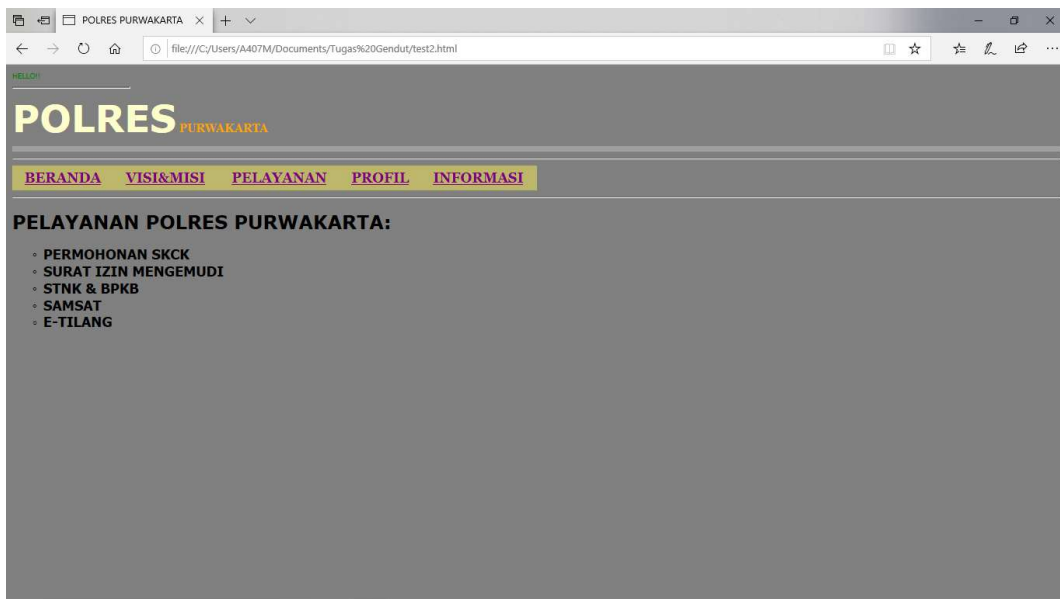 POLRES PURWAKARTA
file:///C:/Users/A407M/Documents/Tugas%20Gendut/test2.html
HELLO!!
POLRES PURWAKARTA
BERANDA VISI&MISI PELAYANAN PROFIL INFORMASI
PELAYANAN POLRES PURWAKARTA:
PERMOHONAN SKCK
SURAT IZIN MENGEMUDI
STNK & BPKB
SAMSAT
E-TILANG